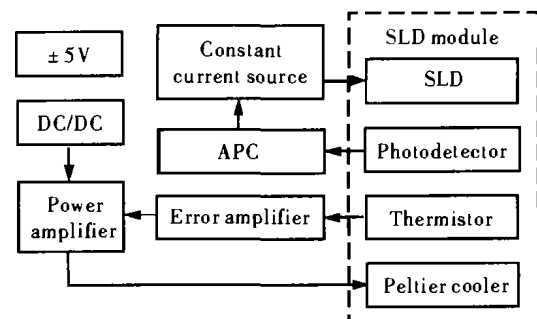 ± 5V
Constant
current source
SLD module
SLD
DC/DC
APC
Photodetector
Power
amplifier
Error amplifier
Thermistor
Peltier cooler